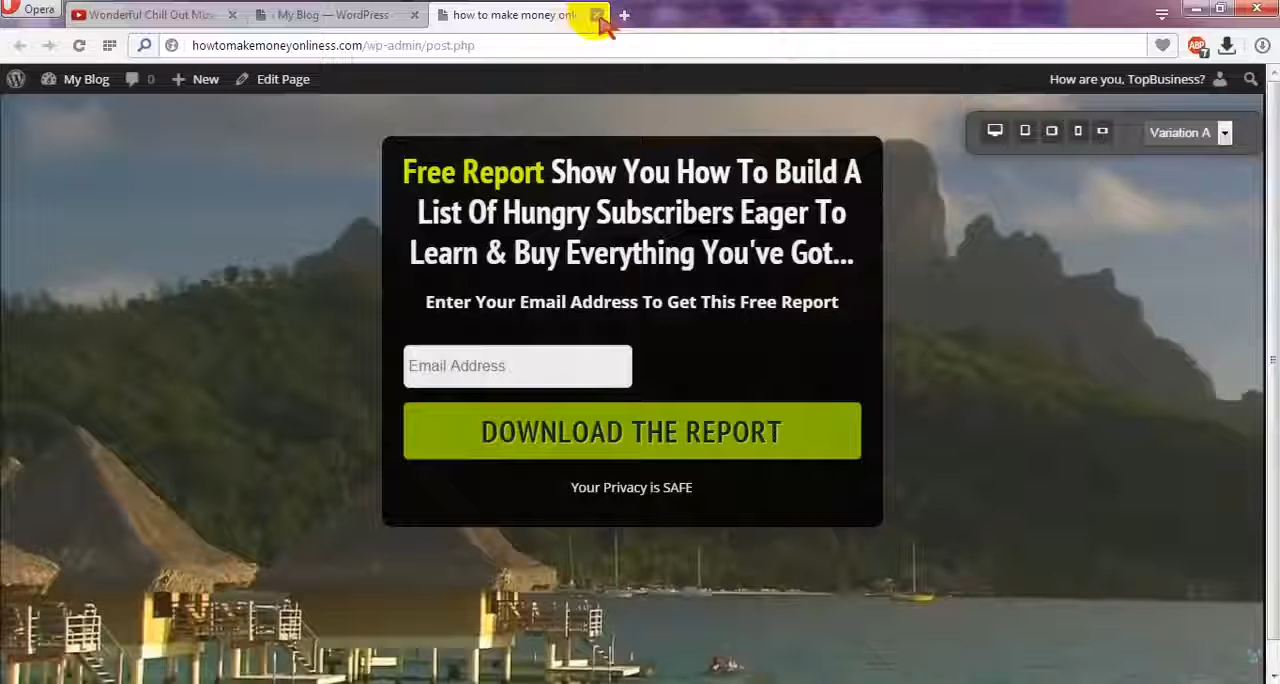 Opera
Wonderful Chill Out Mus
My Blog — WordPress
how to make money onl
howtomakemoneyonliness.com/wp-admin/post.php
ABP
7
My Blog
0
New
Edit Page
How are you, TopBusiness?
Variation A
Free Report Show You How To Build A
List Of Hungry Subscribers Eager To
Learn & Buy Everything You've Got...
Enter Your Email Address To Get This Free Report
Email Address
DOWNLOAD THE REPORT
Your Privacy is SAFE